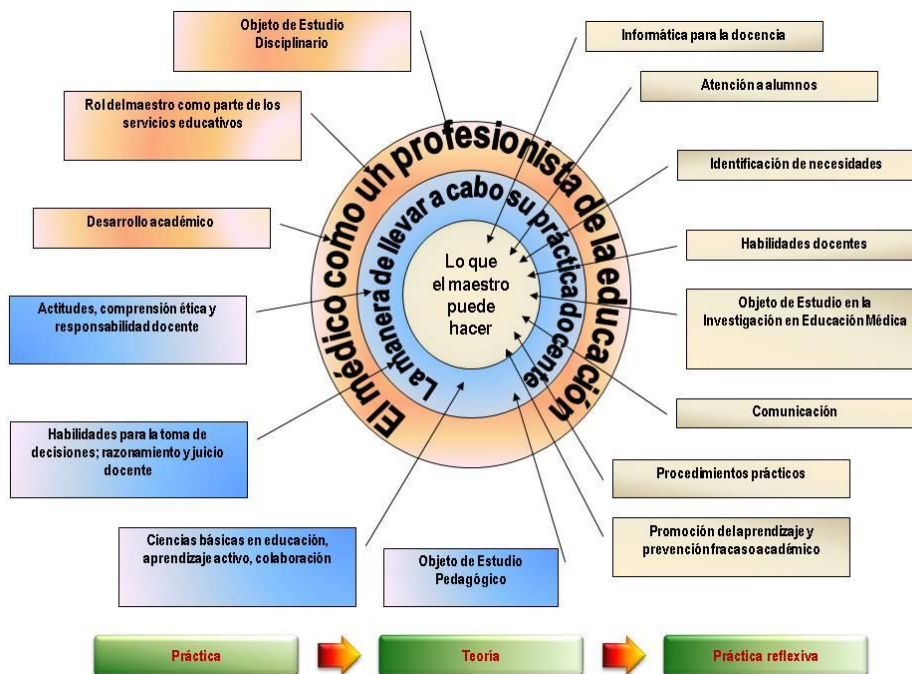 Objeto de Estudio
Disciplinario
Rol del maestro como parte de los
servicios educativos
Desarrollo académico
Actitudes, comprensión ética y
responsabilidad docente
Habilidades para la toma de
decisiones; razonamiento y juicio
docente
Ciencias básicas en educación,
aprendizaje activo, colaboración
Objeto de Estudio
Pedagógico
El médico como un profesionista de la educación
La manera de llevar a cabo su práctica docente
Lo que
el maestro
puede
hacer
Informática para la docencia
Atención a alumnos
Identificación de necesidades
Habilidades docentes
Objeto de Estudio en la
Investigación en Educación Médica
Comunicación
Procedimientos prácticos
Promoción del aprendizaje y
prevención fracaso académico
Práctica
Teoría
Práctica reflexiva